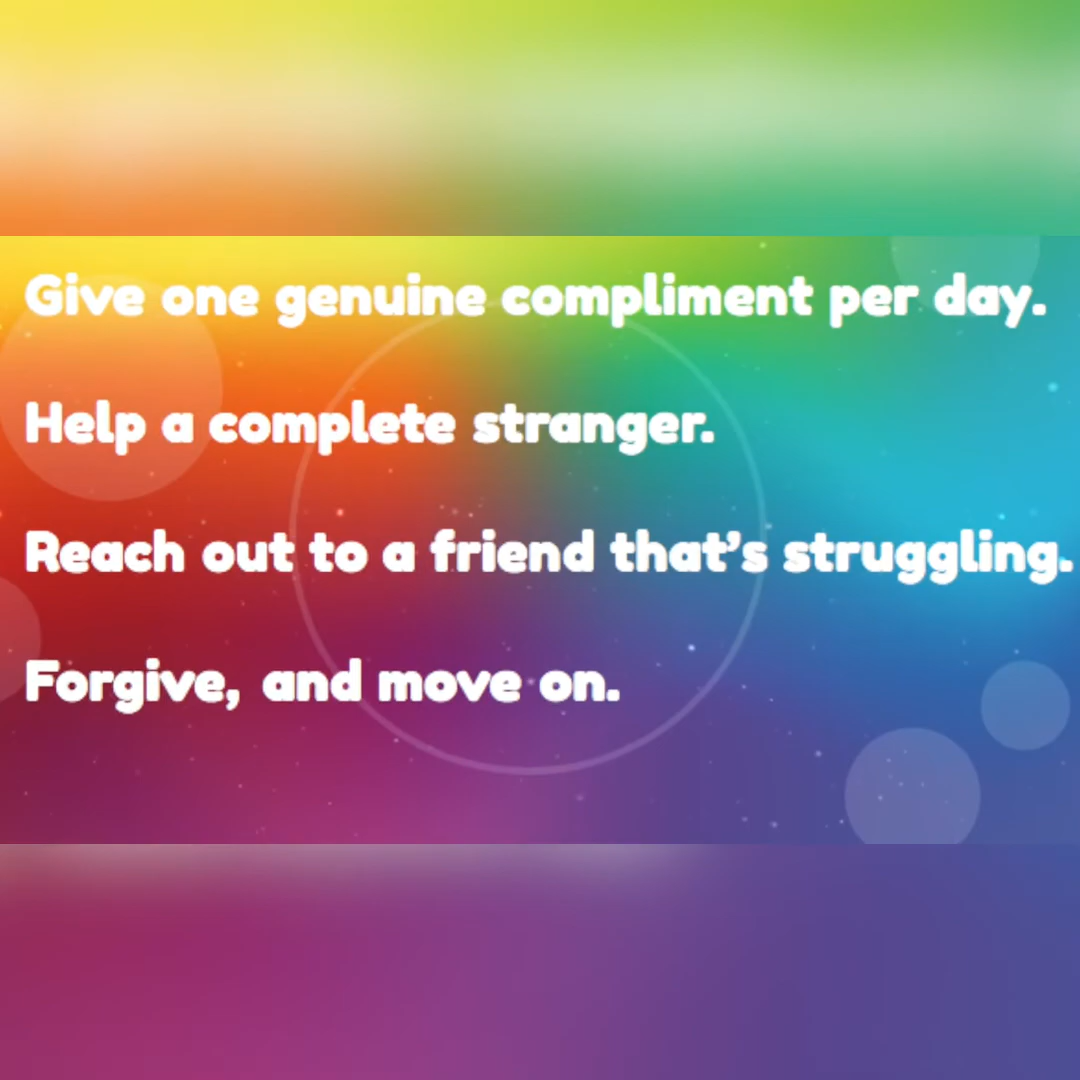 Give one genuine compliment per day.
Help a complete stranger.
Reach out to a friend that’s struggling.
Forgive, and move on.